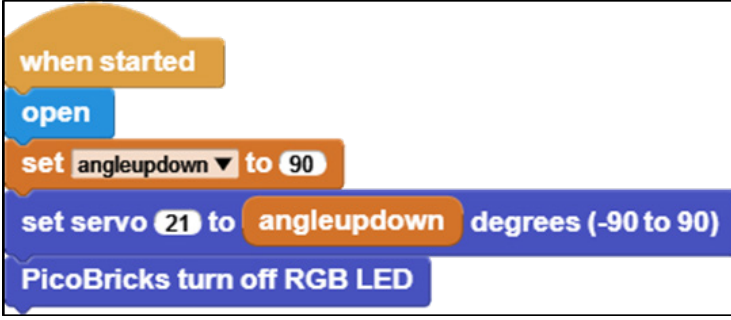 when started
open
set angleupdown ▼ to 90
set servo 21 to angleupdown degrees (-90 to 90)
PicoBricks turn off RGB LED